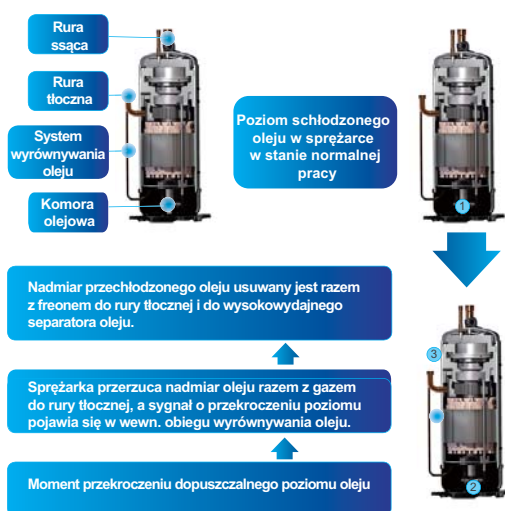 Rura
ssąca
Rura
tłoczna
System
wyrównywania
oleju
Komora
olejowa
Poziom schłodzonego
oleju w sprężarce
w stanie normalnej
pracy
1
Nadmiar przechłodzonego oleju usuwany jest razem
z freonem do rury tłocznej i do wysokowydajnego
separatora oleju.
3
Sprężarka przerzuca nadmiar oleju razem z gazem
do rury tłocznej, a sygnał o przekroczeniu poziomu
pojawia się w wewn. obiegu wyrównywania oleju.
Moment przekroczeniu dopuszczalnego poziomu oleju
2